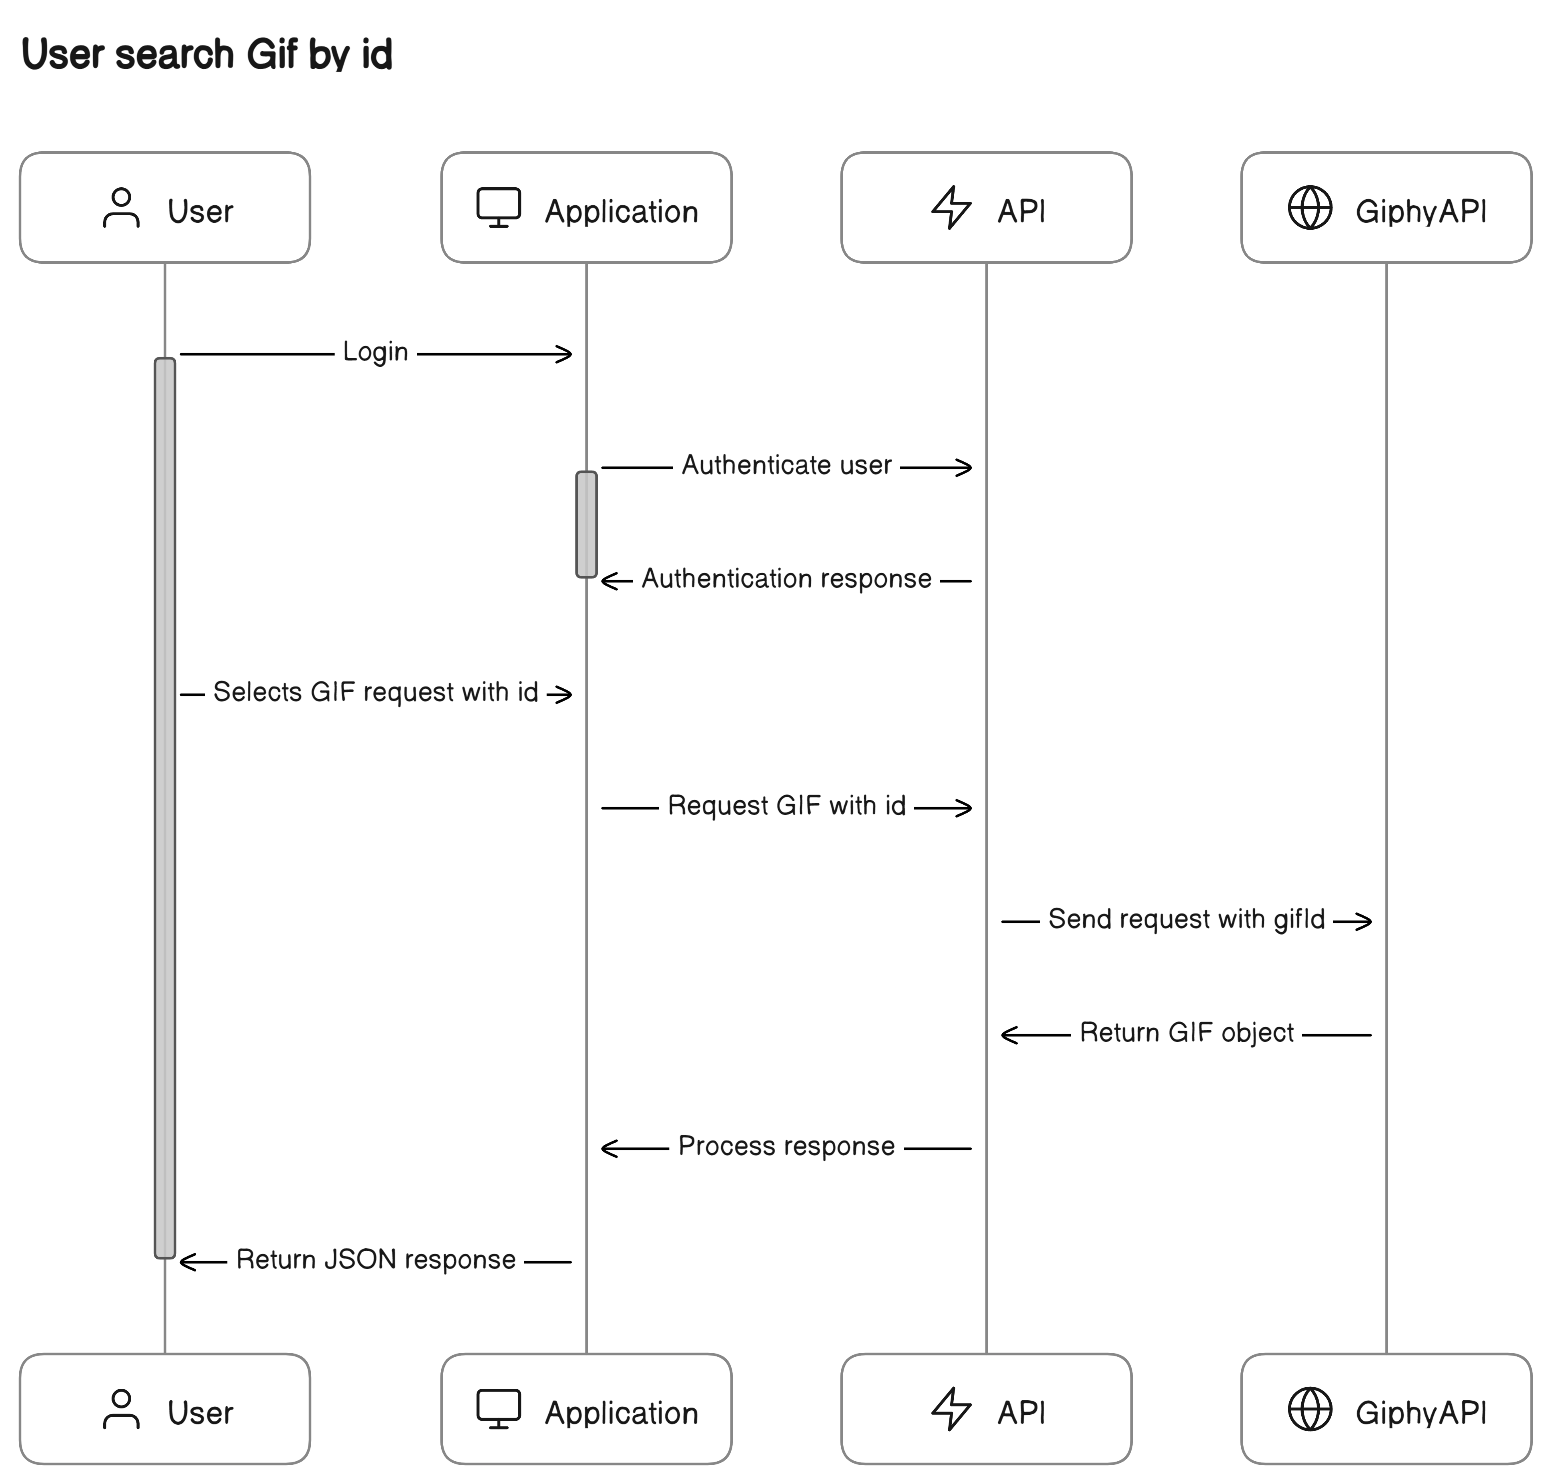 User search Gif by id
User
Application
API
GiphyAPI
Login
Authenticate user
Authentication response
Selects GIF request with id
Request GIF with id
Send request with gifId
Return GIF object
Process response
Return JSON response
User
Application
API
GiphyAPI